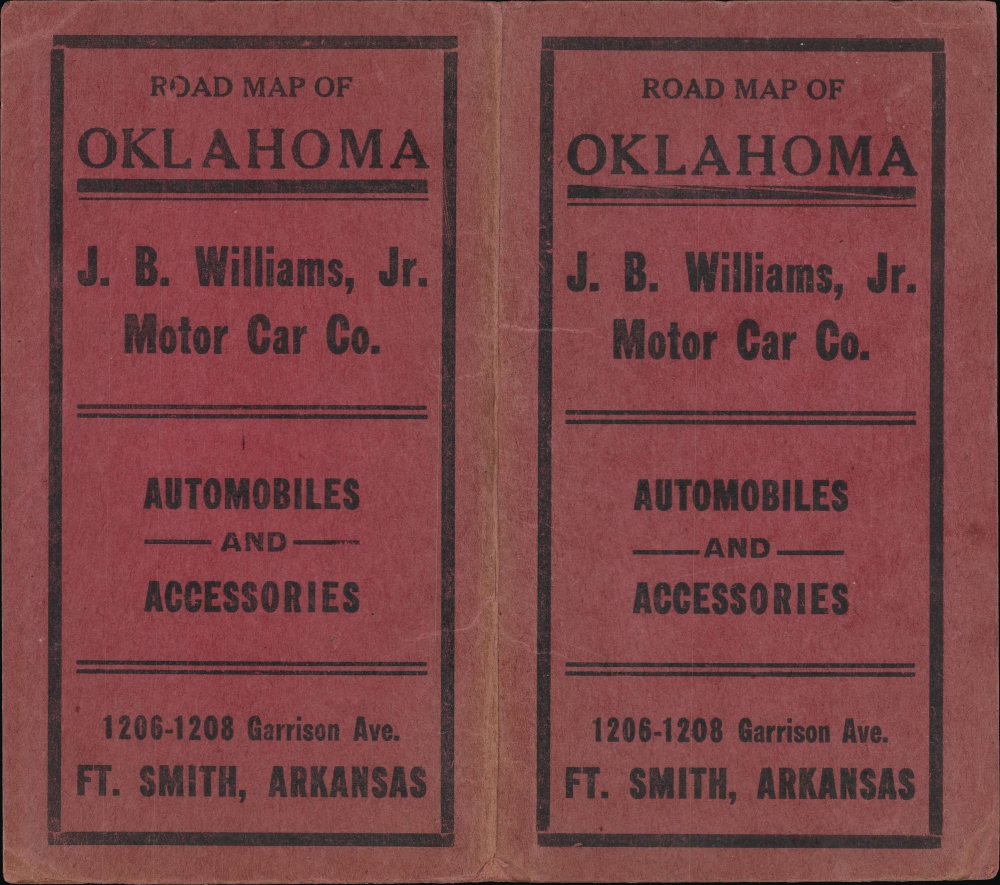 ROAD MAP OF
OKLAHOMA
J. B. Williams, Jr.
Motor Car Co.
AUTOMOBILES
AND
ACCESSORIES
1206-1208 Garrison Ave.
FT. SMITH, ARKANSAS
ROAD MAP OF
OKLAHOMA
J. B. Williams, Jr.
Motor Car Co.
AUTOMOBILES
AND
ACCESSORIES
1206-1208 Garrison Ave.
FT. SMITH, ARKANSAS